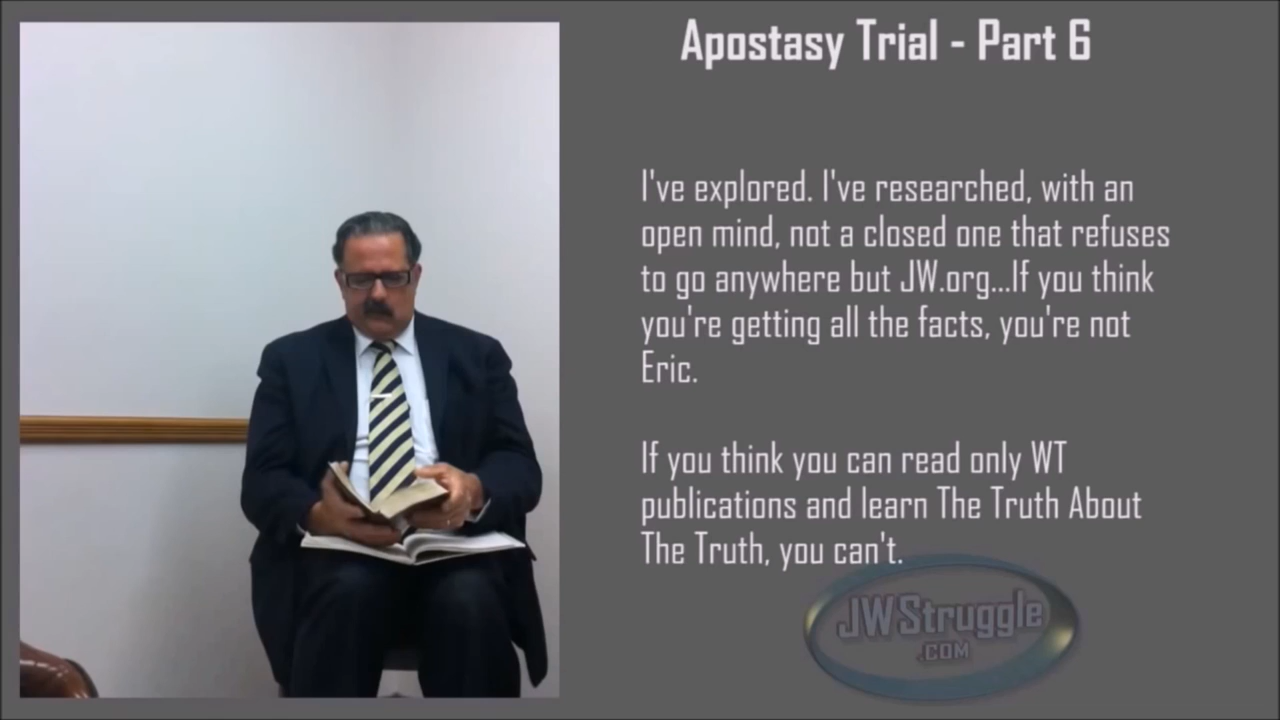 Apostasy Trial - Part 6
I've explored. I've researched, with an
open mind, not a closed one that refuses
to go anywhere but JW.org...If you think
you're getting all the facts, you're not
Eric.
If you think you can read only WT
publications and learn The Truth About
The Truth, you can't.
JWStruggle
.COM